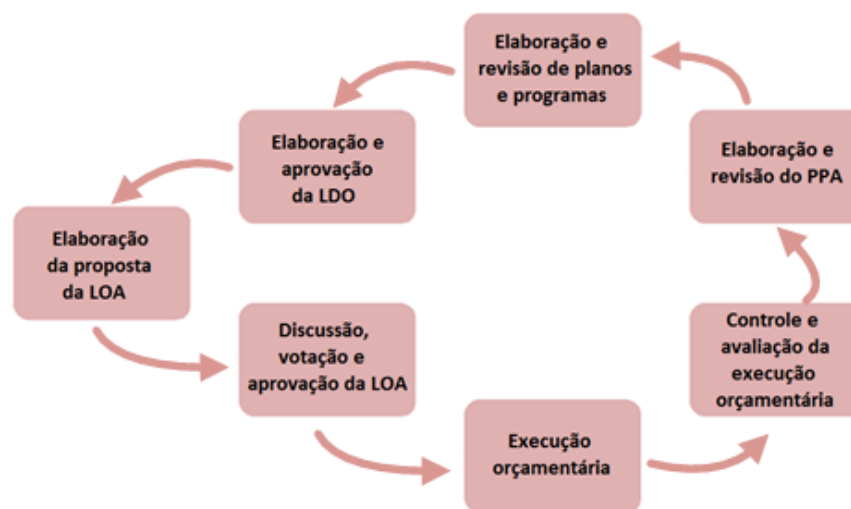 Elaboração e
revisão de planos
e programas
Elaboração e
aprovação
da LDO
Elaboração
da proposta
da LOA
Discussão,
votação e
aprovação da LOA
Execução
orçamentária
Controle e
avaliação da
execução
orçamentária
Elaboração e
revisão do PPA